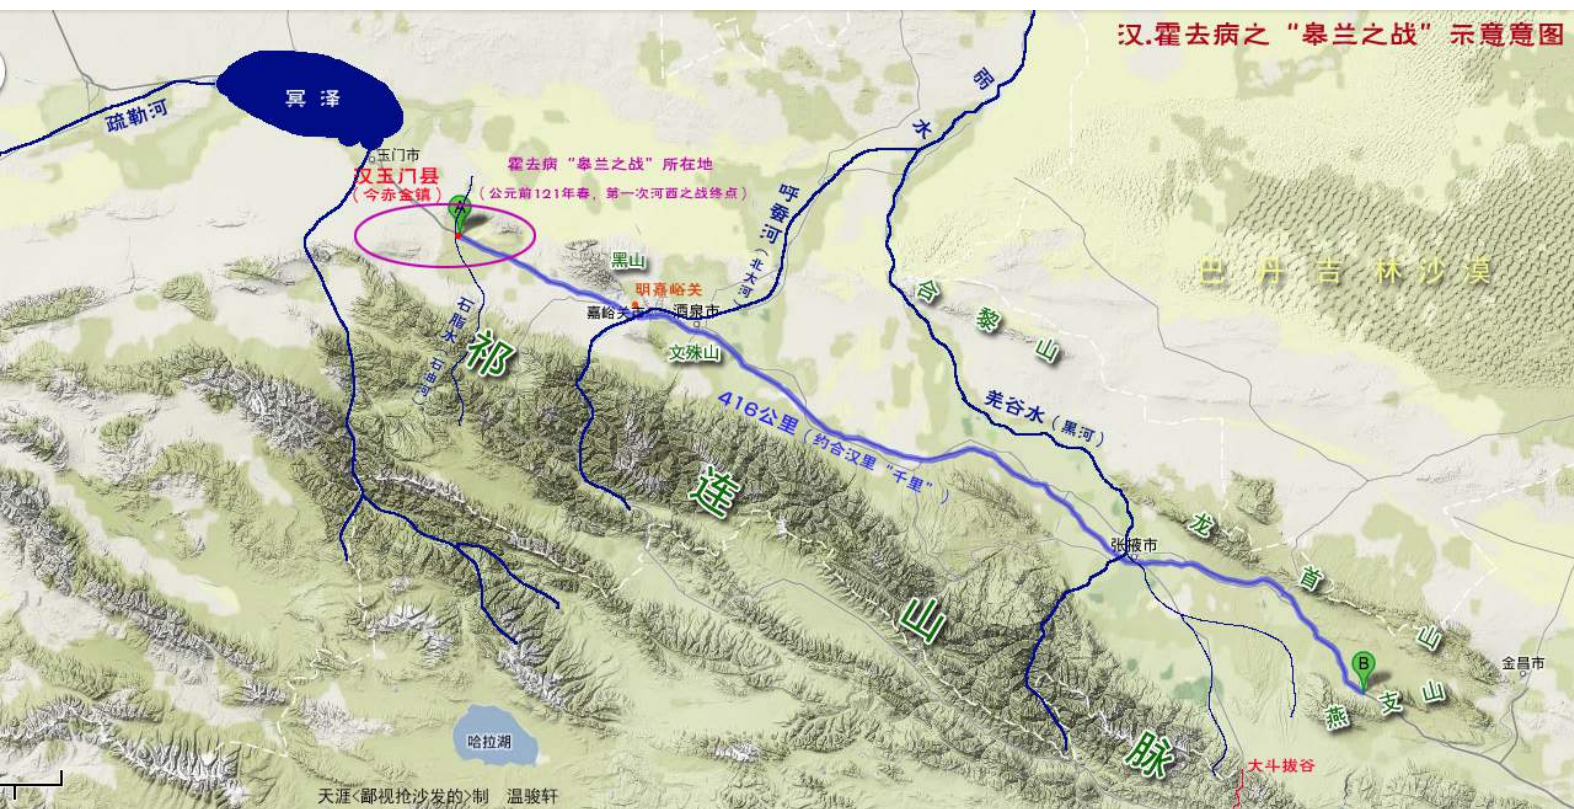 汉.霍去病之“皋兰之战”示意意图
弱水
冥 泽
疏勒河
玉门市
汉玉门县
（今赤金镇）
霍去病“皋兰之战”所在地
（公元前121年春，第一次河西之战终点）
A
呼蚕河（北大河）
黑山
明嘉峪关
嘉峪关市
酒泉市
文殊山
石脂水（石油河）
巴丹吉林沙漠
合黎山
羌谷水（黑河）
416公里（约合汉里“千里”）
祁连山脉
张掖市
龙首山
金昌市
B
燕支山
哈拉湖
大斗拔谷
天涯<鄙视抢沙发的>制 温骏轩